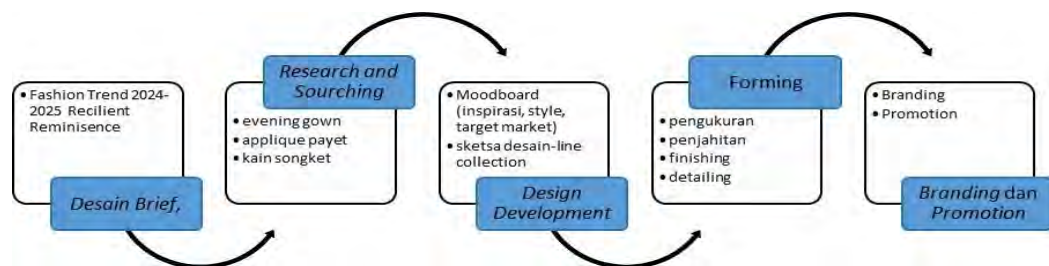 • Fashion Trend 2024-
2025 Recilient
Reminisence
Desain Brief,
Research and
Sourching
• evening gown
• applique payet
• kain songket
• Moodboard
(inspirasi, style,
target market)
• sketsa desain-line
collection
Design
Development
Forming
• pengukuran
• penjahitan
• finishing
• detailing
• Branding
• Promotion
Branding dan
Promotion